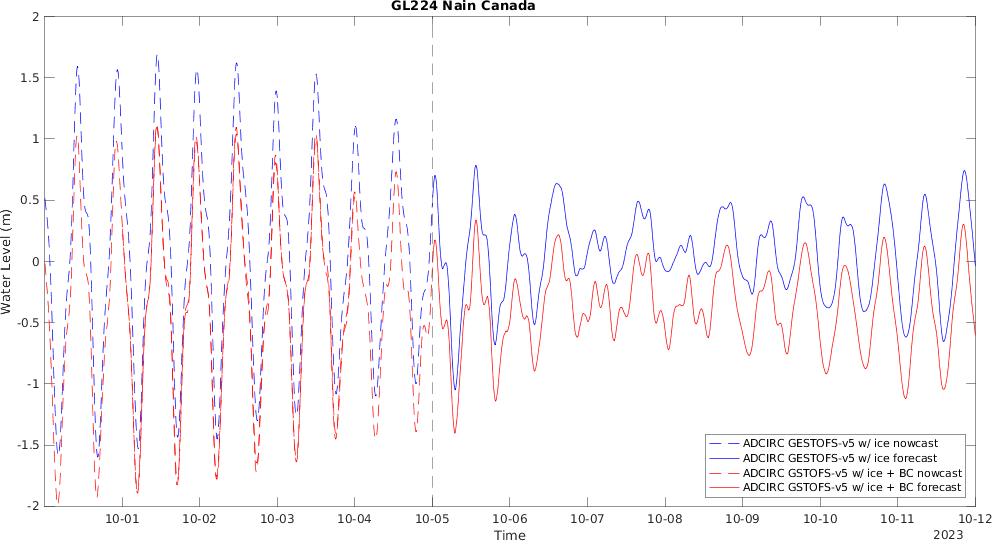 GL224 Nain Canada
2
1.5
1
0.5
0
-0.5
-1
-1.5
-2
Water Level (m)
ADCIRC GESTOFS-v5 w/ ice nowcast
ADCIRC GESTOFS-v5 w/ ice forecast
ADCIRC GSTOFS-v5 w/ ice + BC nowcast
ADCIRC GSTOFS-v5 w/ ice + BC forecast
10-01 10-02 10-03 10-04 10-05 10-06 10-07 10-08 10-09 10-10 10-11 10-12
Time 2023